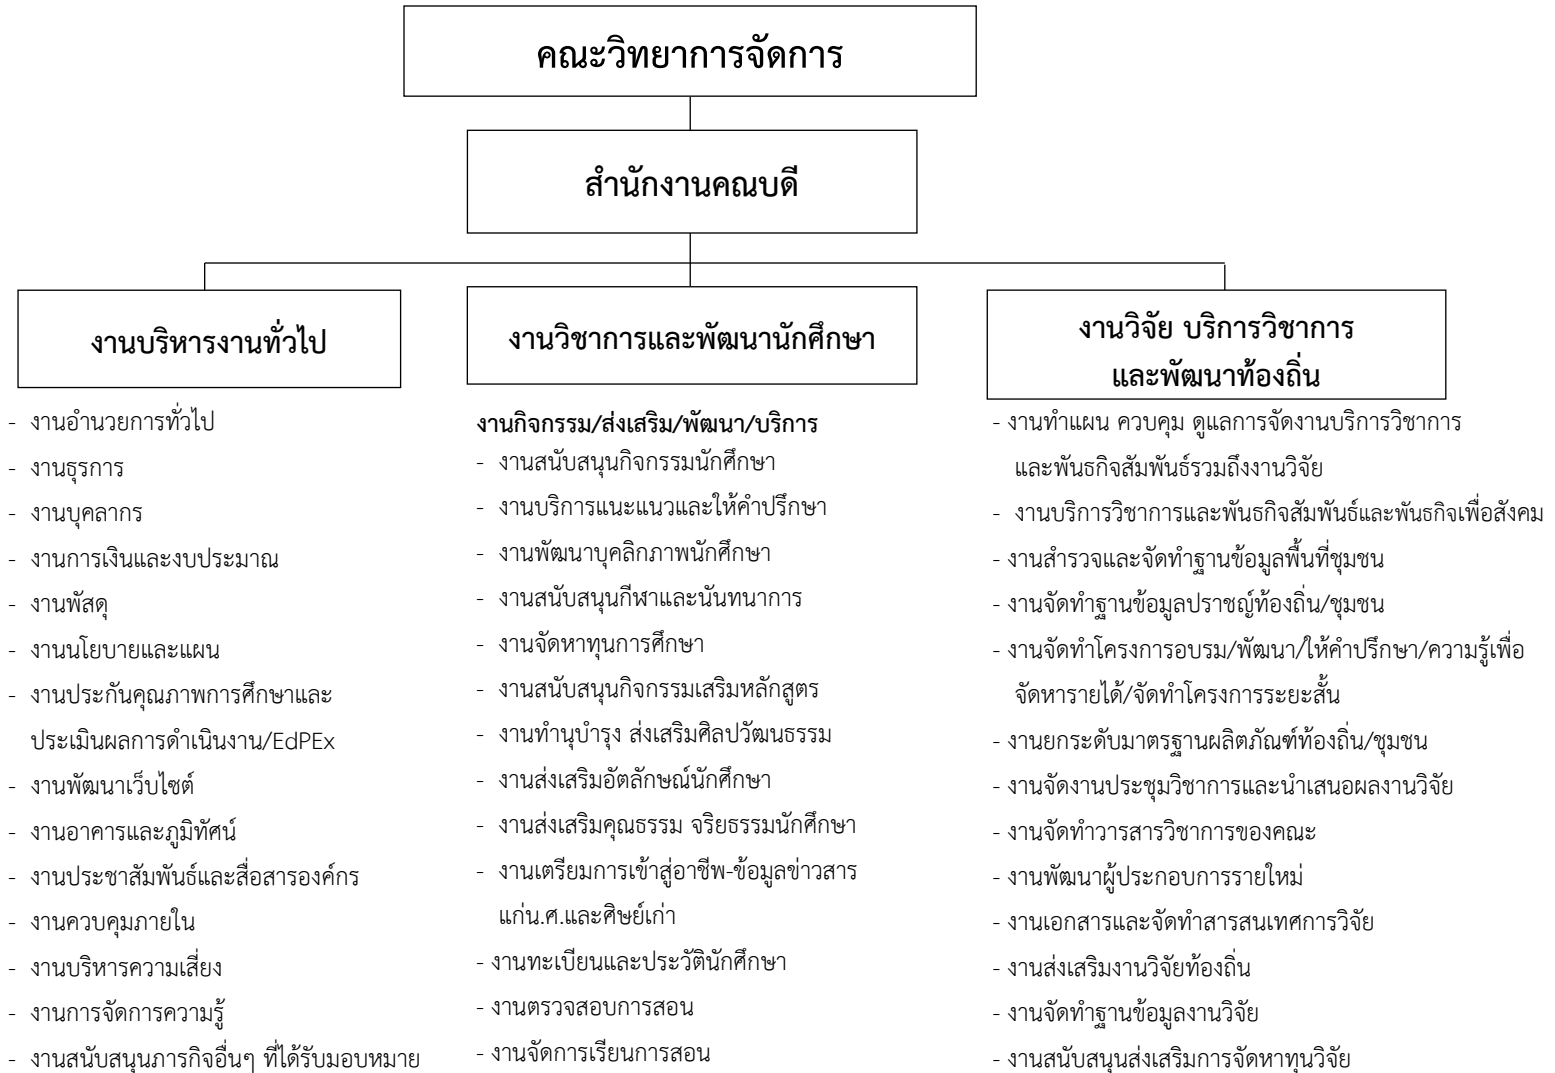 คณะวิทยาการจัดการ
สำนักงานคณบดี
งานบริหารงานทั่วไป
- งานอำนวยการทั่วไป
- งานธุรการ
- งานบุคลากร
- งานการเงินและงบประมาณ
- งานพัสดุ
- งานนโยบายและแผน
- งานประกันคุณภาพการศึกษาและ
ประเมินผลการดำเนินงาน/EdPEx
- งานพัฒนาเว็บไซต์
- งานอาคารและภูมิทัศน์
- งานประชาสัมพันธ์และสื่อสารองค์กร
- งานควบคุมภายใน
- งานบริหารความเสี่ยง
- งานการจัดการความรู้
- งานสนับสนุนภารกิจอื่นๆ ที่ได้รับมอบหมาย
งานวิชาการและพัฒนานักศึกษา
งานกิจกรรม/ส่งเสริม/พัฒนา/บริการ
- งานสนับสนุนกิจกรรมนักศึกษา
- งานบริการแนะแนวและให้คำปรึกษา
- งานพัฒนาบุคลิกภาพนักศึกษา
- งานสนับสนุนกีฬาและนันทนาการ
- งานจัดหาทุนการศึกษา
- งานสนับสนุนกิจกรรมเสริมหลักสูตร
- งานทำนุบำรุง ส่งเสริมศิลปวัฒนธรรม
- งานส่งเสริมอัตลักษณ์นักศึกษา
- งานส่งเสริมคุณธรรม จริยธรรมนักศึกษา
- งานเตรียมการเข้าสู่อาชีพ-ข้อมูลข่าวสาร
แก่น.ศ.และศิษย์เก่า
- งานทะเบียนและประวัตินักศึกษา
- งานตรวจสอบการสอน
- งานจัดการเรียนการสอน
งานวิจัย บริการวิชาการ
และพัฒนาท้องถิ่น
- งานทำแผน ควบคุม ดูแลการจัดงานบริการวิชาการ
และพันธกิจสัมพันธ์รวมถึงงานวิจัย
- งานบริการวิชาการและพันธกิจสัมพันธ์และพันธกิจเพื่อสังคม
- งานสำรวจและจัดทำฐานข้อมูลพื้นที่ชุมชน
- งานจัดทำฐานข้อมูลปราชญ์ท้องถิ่น/ชุมชน
- งานจัดทำโครงการอบรม/พัฒนา/ให้คำปรึกษา/ความรู้เพื่อ
จัดหารายได้/จัดทำโครงการระยะสั้น
- งานยกระดับมาตรฐานผลิตภัณฑ์ท้องถิ่น/ชุมชน
- งานจัดงานประชุมวิชาการและนำเสนอผลงานวิจัย
- งานจัดทำวารสารวิชาการของคณะ
- งานพัฒนาผู้ประกอบการรายใหม่
- งานเอกสารและจัดทำสารสนเทศการวิจัย
- งานส่งเสริมงานวิจัยท้องถิ่น
- งานจัดทำฐานข้อมูลงานวิจัย
- งานสนับสนุนส่งเสริมการจัดหาทุนวิจัย